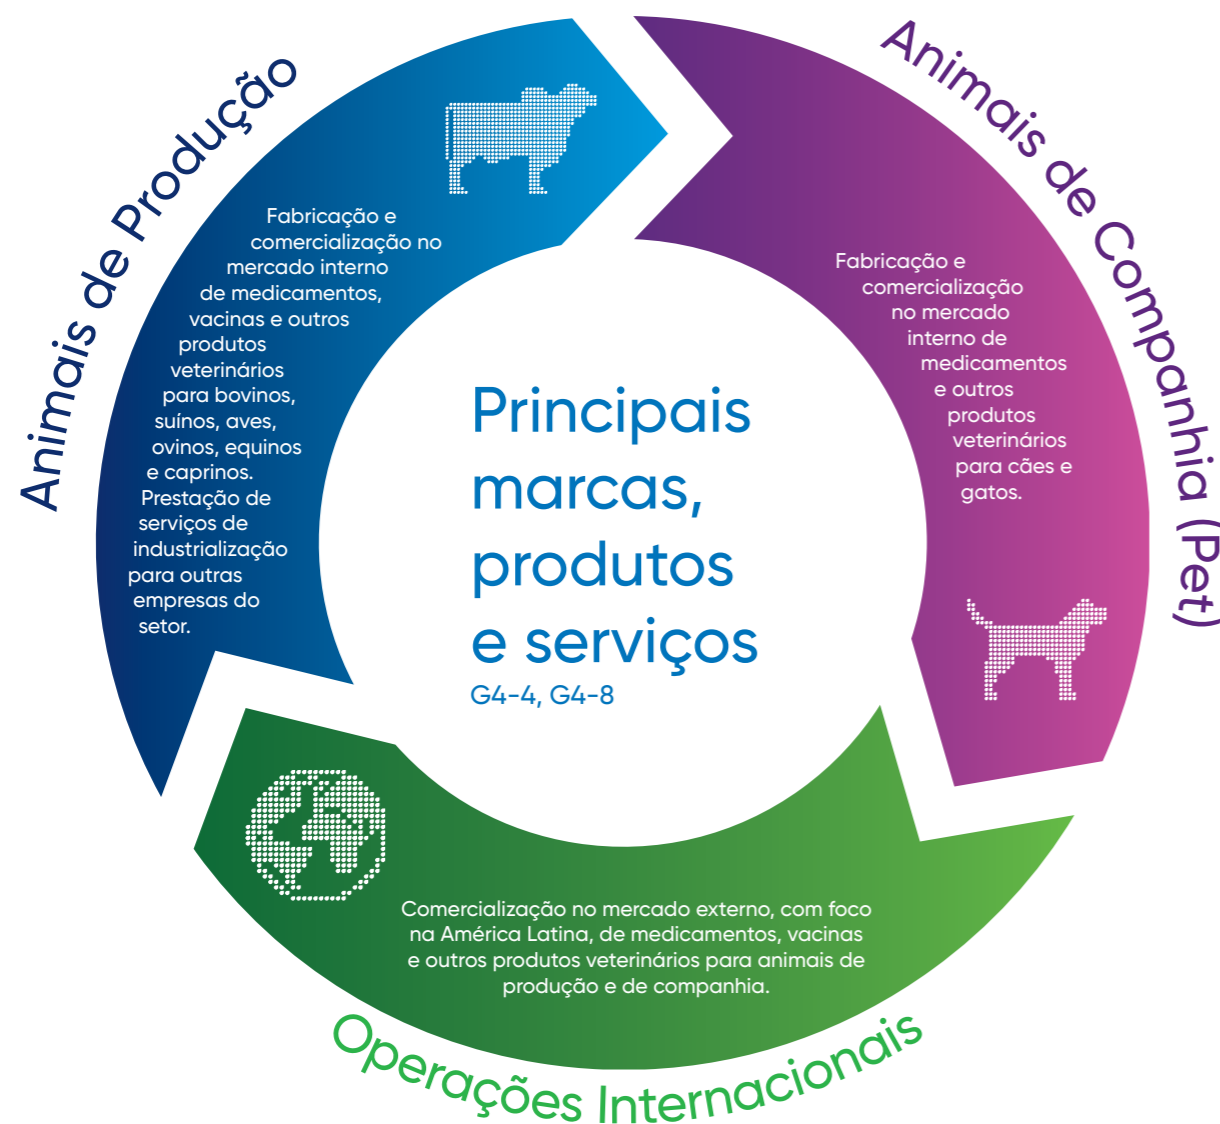 Animais de Produção
Fabricação e
comercialização no
mercado interno
de medicamentos,
vacinas e outros
produtos
veterinários
para bovinos,
suínos, aves,
ovinos, equinos
e caprinos.
Prestação de
serviços de
industrialização
para outras
empresas do
setor.
Animais de Companhia (Pet)
Fabricação e
comercialização
no mercado
interno de
medicamentos
e outros
produtos
veterinários
para cães e
gatos.
Principais
marcas,
produtos
e serviços
G4-4, G4-8
Comercialização no mercado externo, com foco
na América Latina, de medicamentos, vacinas
e outros produtos veterinários para animais de
produção e de companhia.
Operações Internacionais